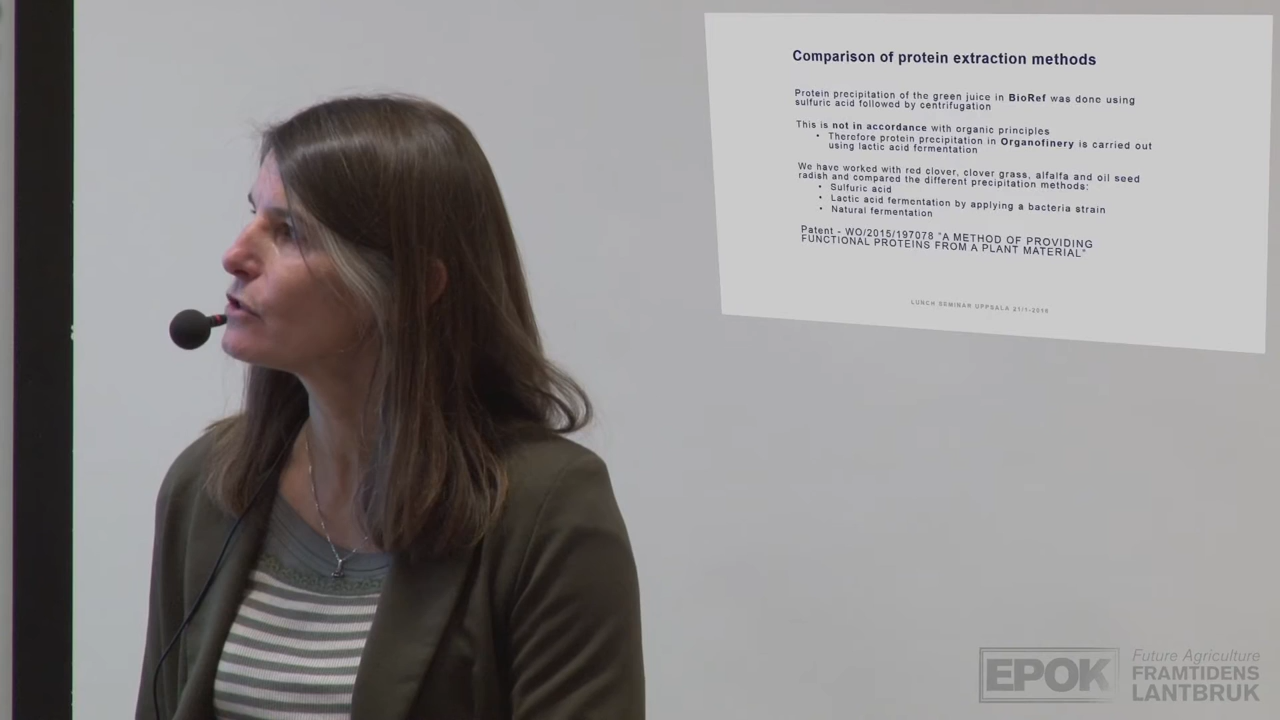 Comparison of protein extraction methods
Protein precipitation of the green juice in BioRef was done using
sulfuric acid followed by centrifugation
This is not in accordance with organic principles
• Therefore protein precipitation in Organofinery is carried out
using lactic acid fermentation
We have worked with red clover, clover grass, alfalfa and oil seed
radish and compared the different precipitation methods:
• Sulfuric acid
• Lactic acid fermentation by applying a bacteria strain
• Natural fermentation
Patent - WO/2015/197078 "A METHOD OF PROVIDING
FUNCTIONAL PROTEINS FROM A PLANT MATERIAL"
LUNCH SEMINAR UPPSALA 21/1-2016
EPOK
Future Agriculture
FRAMTIDENS
LANTBRUK